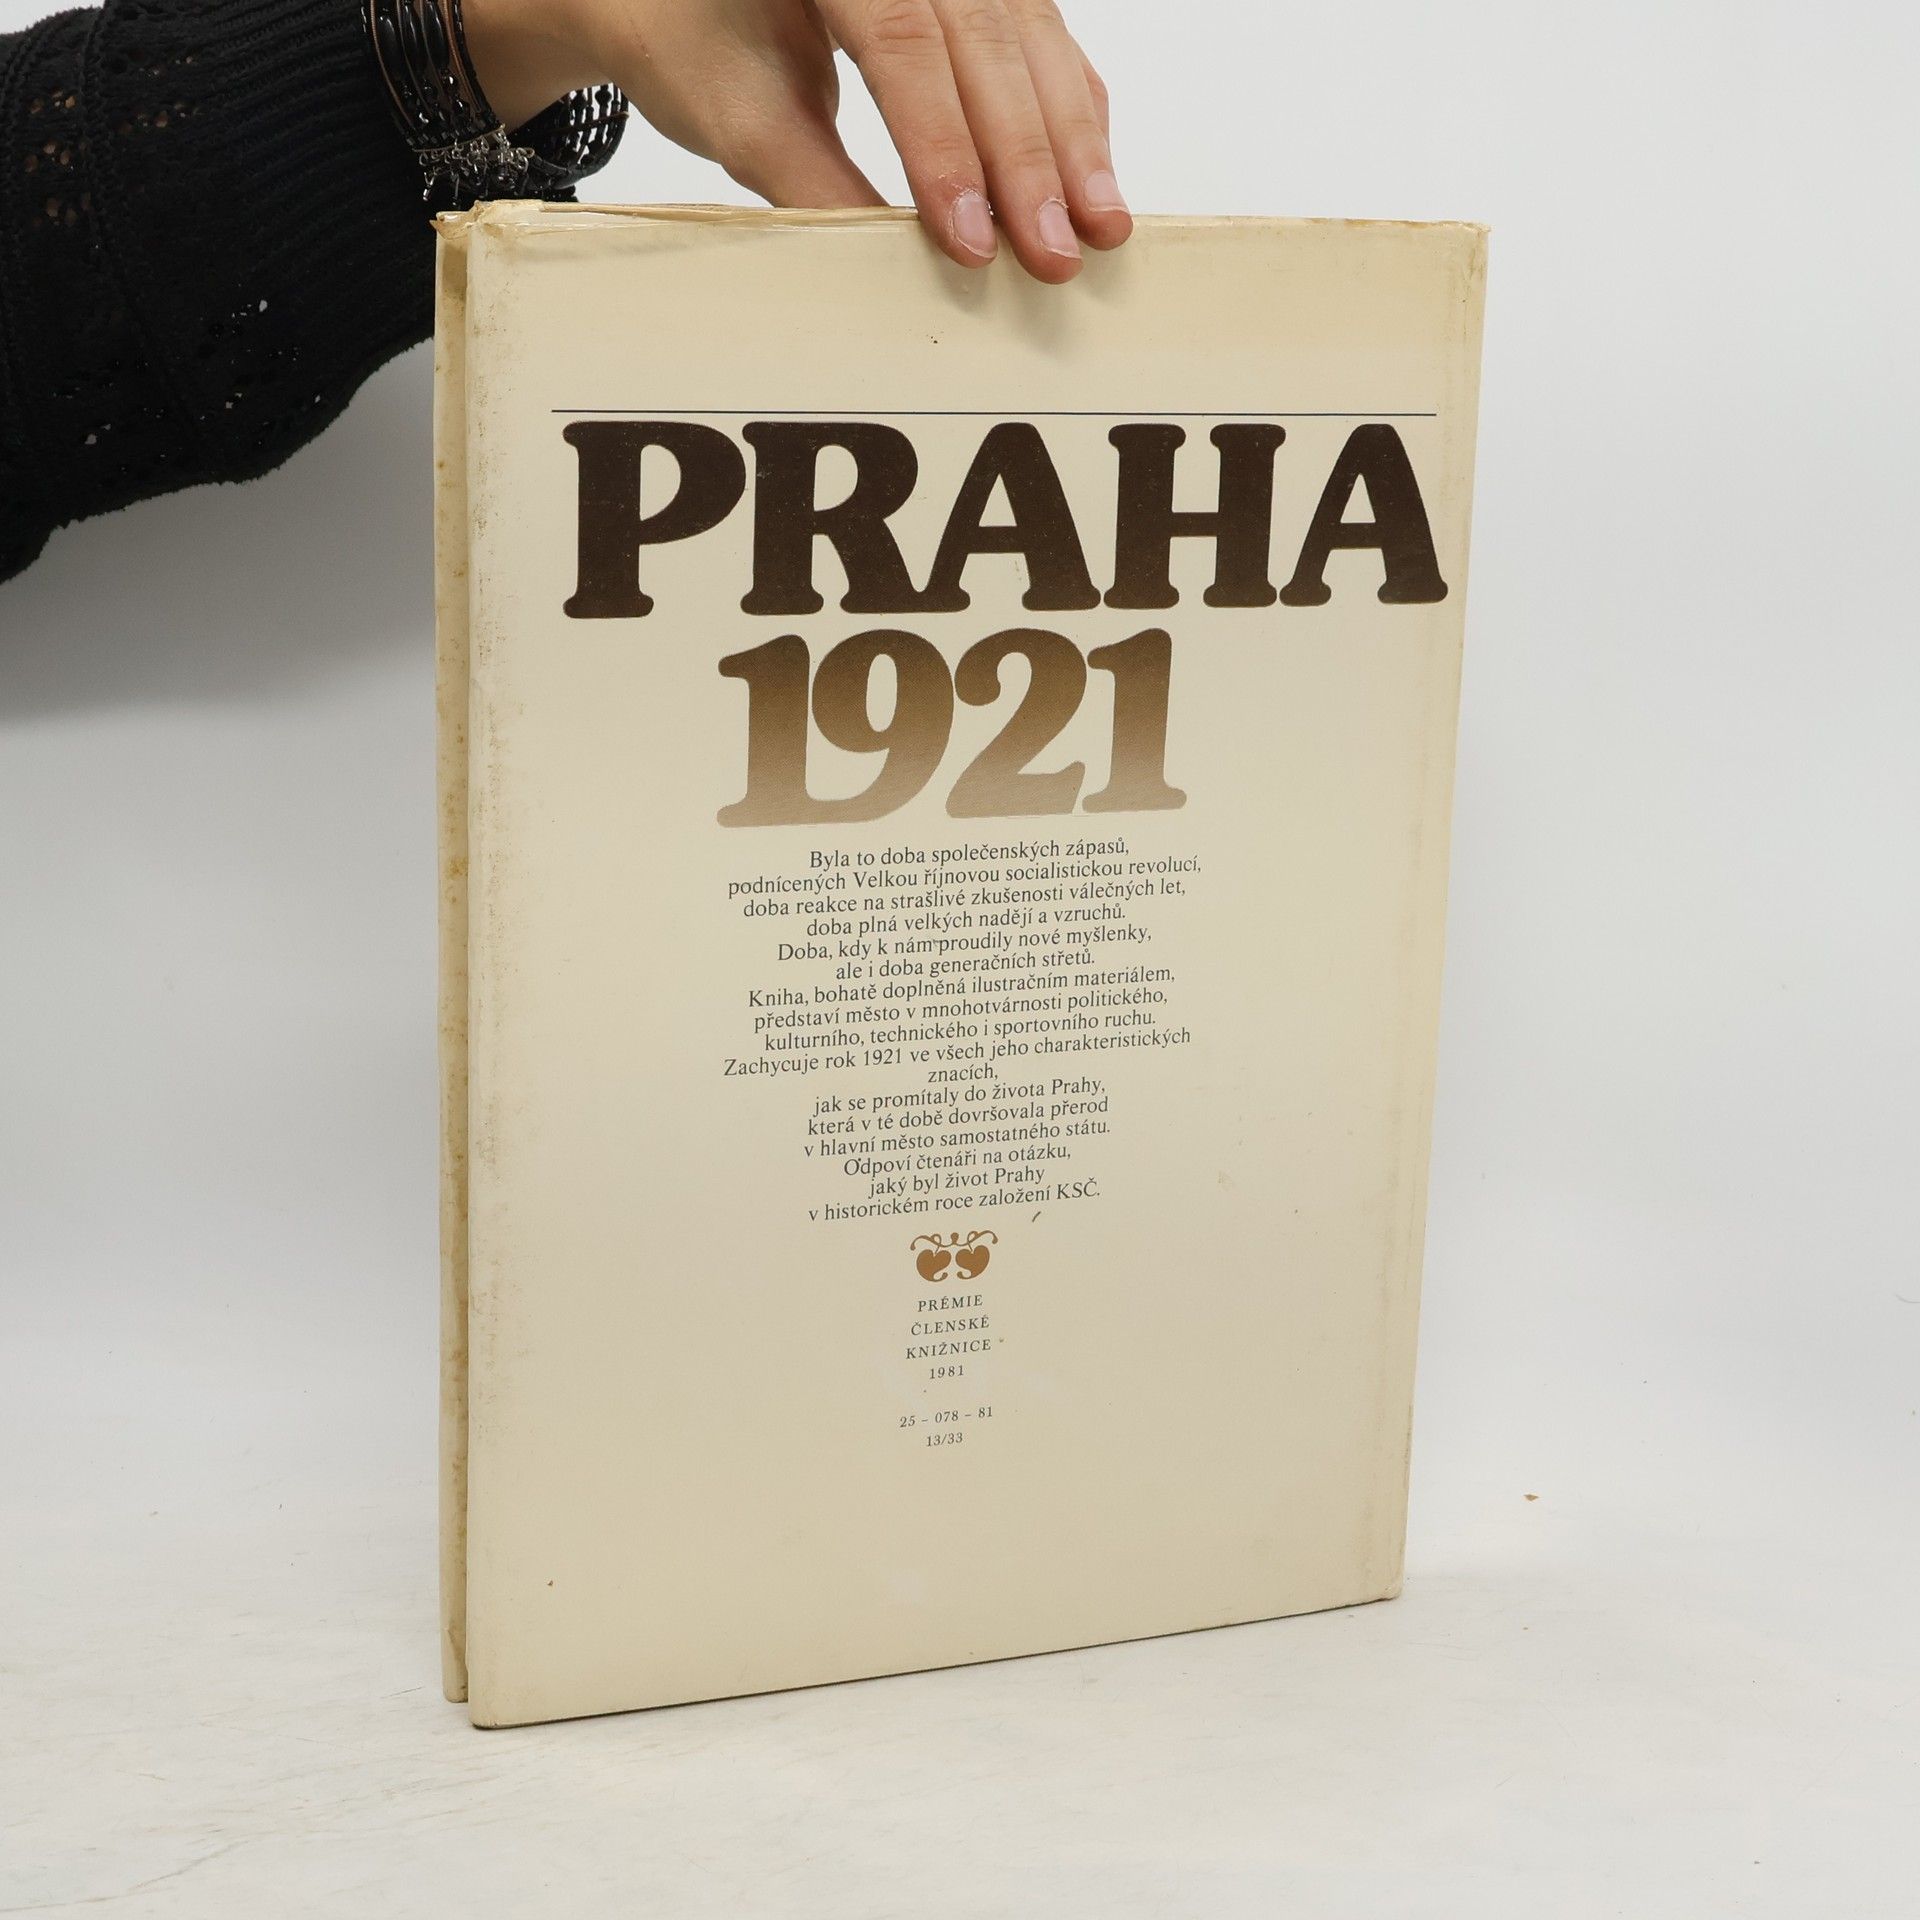 PRAHA
1921
Byla to doba společenských zápasů,
podnícených Velkou říjnovou socialistickou revolucí,
doba reakce na strašlivé zkušenosti válečných let,
doba plná velkých nadějí a vzruchů.
Doba, kdy k nám proudily nové myšlenky,
ale i doba generačních střetů.
Kniha, bohatě doplněná ilustračním materiálem,
představí město v mnohotvárnosti politického,
kulturního, technického i sportovního ruchu.
Zachycuje rok 1921 ve všech jeho charakteristických
znacích,
jak se promítaly do života Prahy,
která v té době dovršovala přerod
v hlavní město samostatného státu.
Odpoví čtenáři na otázku,
jaký byl život Prahy
v historickém roce založení KSČ.
PRÉMIE
ČLENSKÉ
KNIŽNICE
1981
25 – 078 – 81
13/33